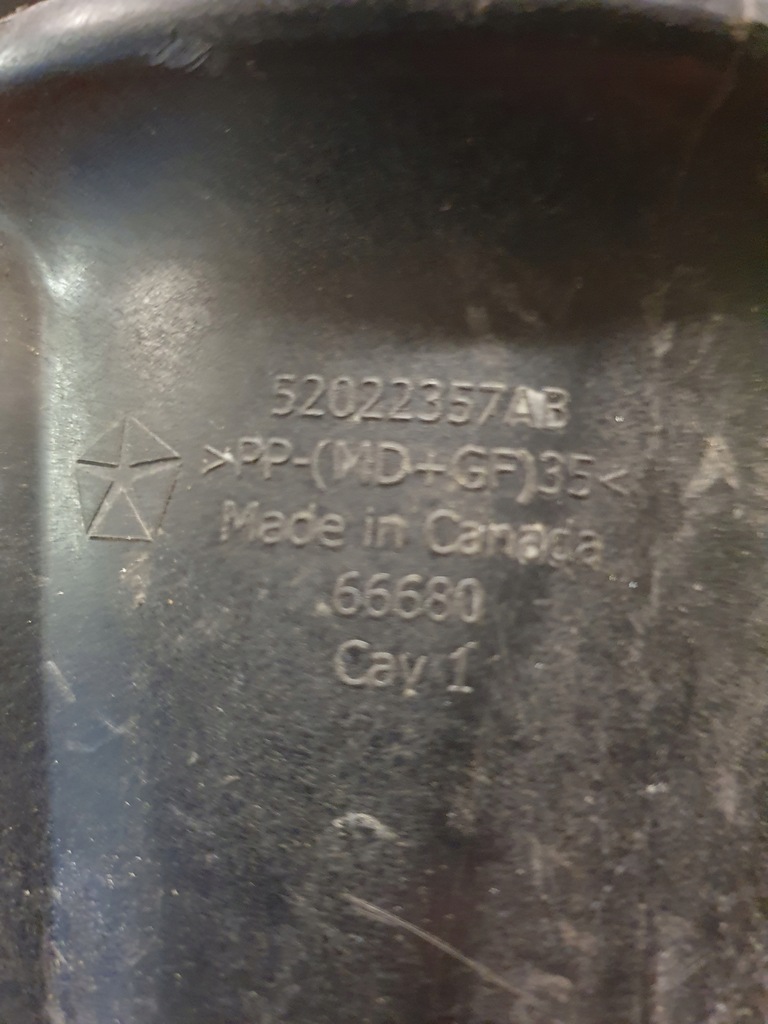 52022357AB
>PP-(MD+GF)35<
Made in Canada
66680
Cav 1